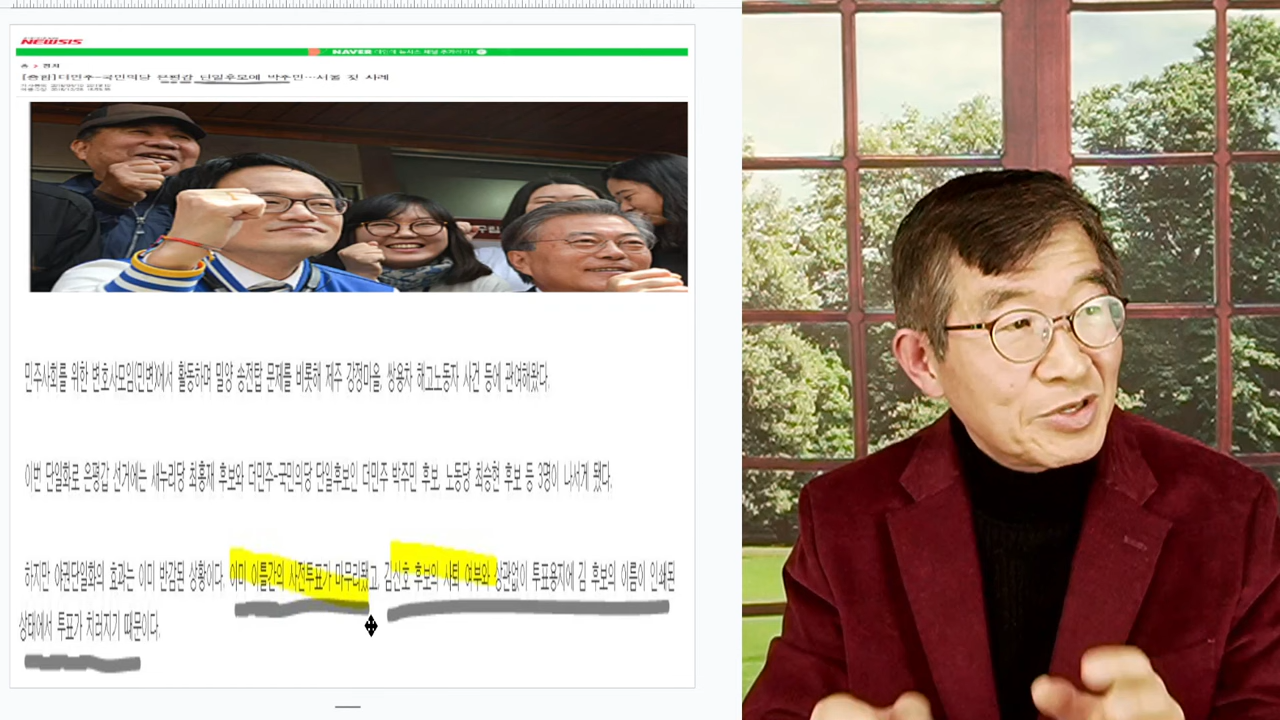 NEWSIS
NAVER
[종합]더민주-국민의당 은평갑 단일후보에 박주민…서울 첫 사례
구립
민주사회를 위한 변호사모임(민변)에서 활동하며 밀양 송전탑 문제를 비롯해 제주 강정마을, 쌍용차 해고노동자 사건 등에 관여해왔다.
이번 단일화로 은평갑 선거에는 새누리당 최홍재 후보와 더민주-국민의당 단일후보인 더민주 박주민 후보, 노동당 최승현 후보 등 3명이 나서게 됐다.
하지만 야권단일화의 효과는 이미 반감된 상황이다. 이미 이틀간의 사전투표가 마무리됐고, 김신호 후보의 사퇴 여부와 상관없이 투표용지에 김 후보의 이름이 인쇄된
상태에서 투표가 치러지기 때문이다.